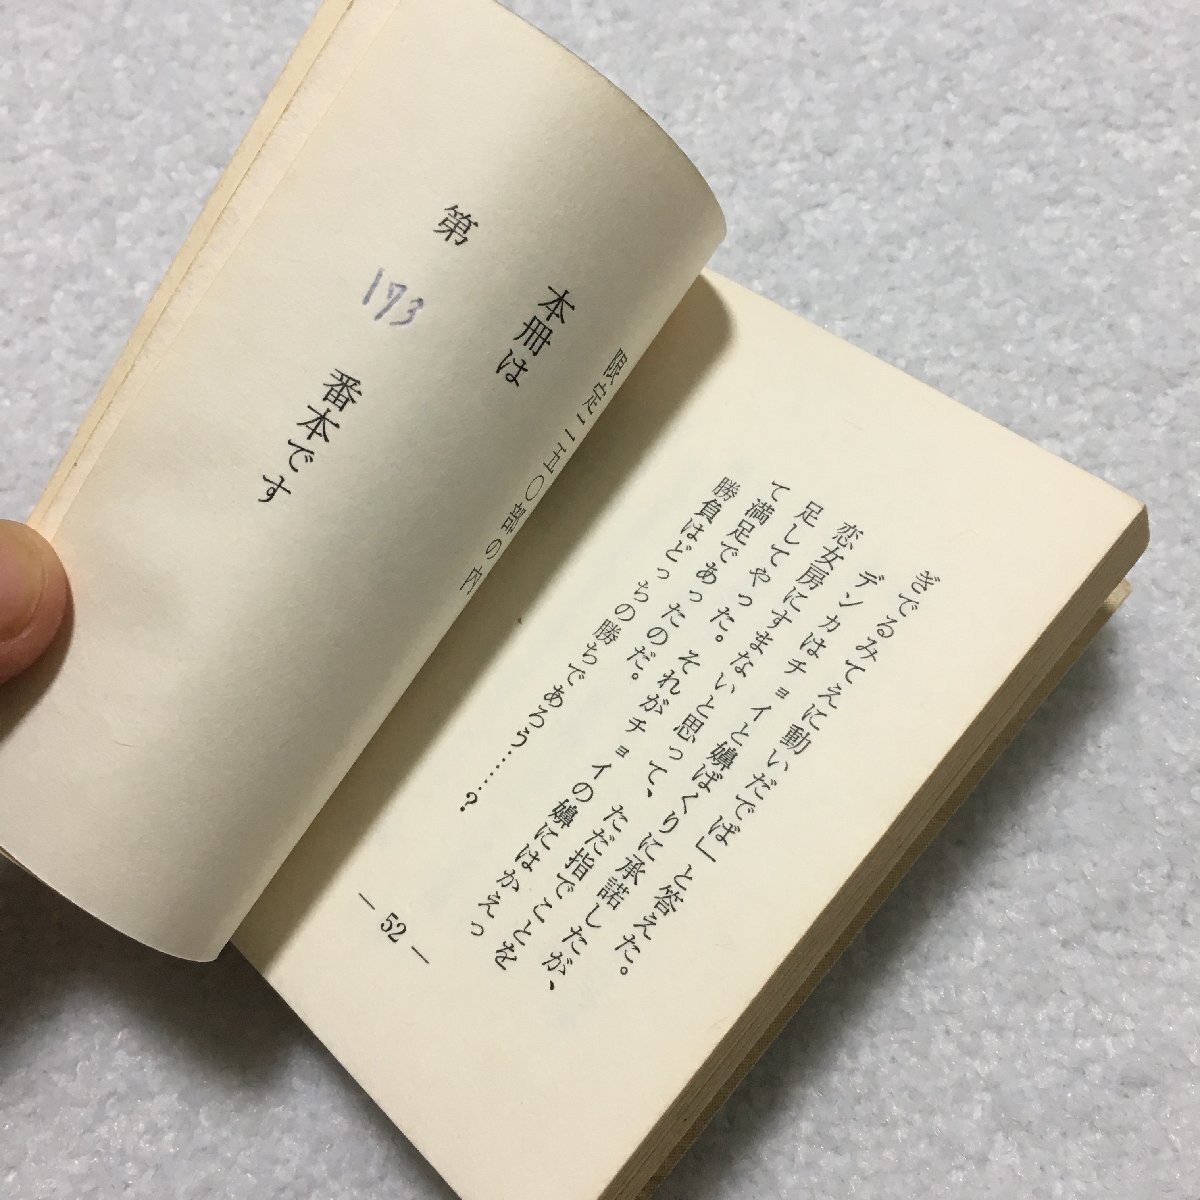 ぎでるみてえに動いだでば」と答えた。
デンカはチョイと嬶ばくりに承諾したが、
恋女房にすまないと思って、ただ指でことを
足してやった。それがチョイの嬶にはかえっ
て満足であったのだ。
勝負はどっちの勝ちであろう……?
— 52 —
限定二五〇部の内
本冊は
第 173 番本です